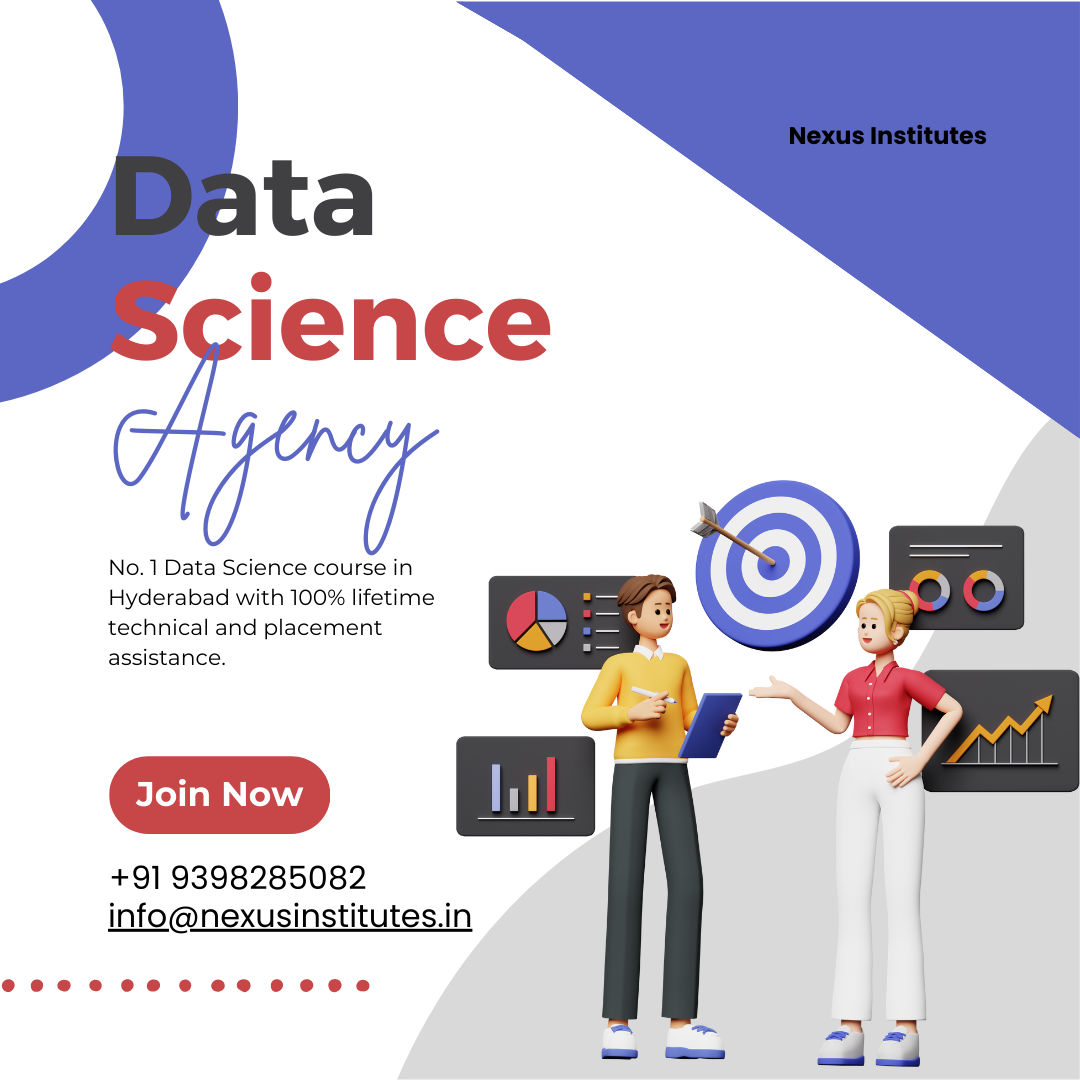 Nexus Institutes
Data
Science
Agency
No. 1 Data Science course in
Hyderabad with 100% lifetime
technical and placement
assistance.
Join Now
+91 9398285082
info@nexusinstitutes.in